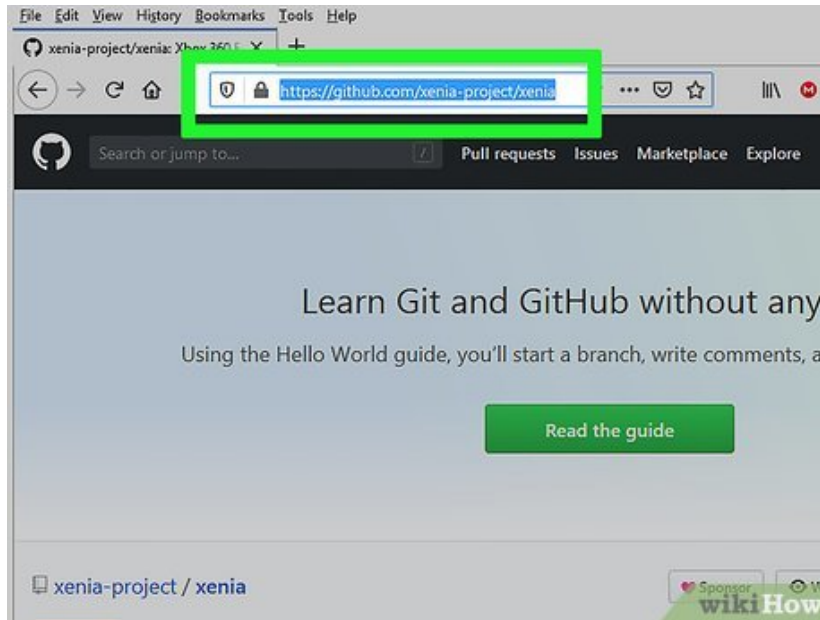 File Edit View History Bookmarks Tools Help
xenia-project/xenia: Xbox 360 E
https://github.com/xenia-project/xenia
Search or jump to... / Pull requests Issues Marketplace Explore
Learn Git and GitHub without any
Using the Hello World guide, you’ll start a branch, write comments, a
Read the guide
xenia-project / xenia
Sponsor W
wikiHow